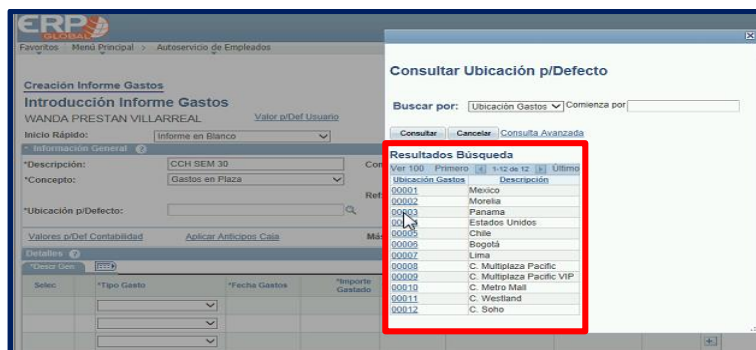 ERP
GLOBAL
Favoritos Menú Principal > Autoservicio de Empleados
Creación Informe Gastos
Introducción Informe Gastos
WANDA PRESTAN VILLARREAL Valor p/Def Usuario
Inicio Rápido: Informe en Blanco
Información General
*Descripción: CCH SEM 30
*Concepto: Gastos en Plaza
*Ubicación p/Defecto:
Valores p/Def Contabilidad Aplicar Anticipos Caja
Detalles
*Descr Gen
Selec *Tipo Gasto *Fecha Gastos *Importe Gastado
Consultar Ubicación p/Defecto
Buscar por: Ubicación Gastos Comienza por
Consultar Cancelar Consulta Avanzada
Resultados Búsqueda
Ver 100 Primero 1-12 de 12 Último
Ubicación Gastos Descripción
00001 Mexico
00002 Morelia
00003 Panama
Estados Unidos
00005 Chile
00006 Bogotá
00007 Lima
00008 C. Multiplaza Pacific
00009 C. Multiplaza Pacific VIP
00010 C. Metro Mall
00011 C. Westland
00012 C. Soho